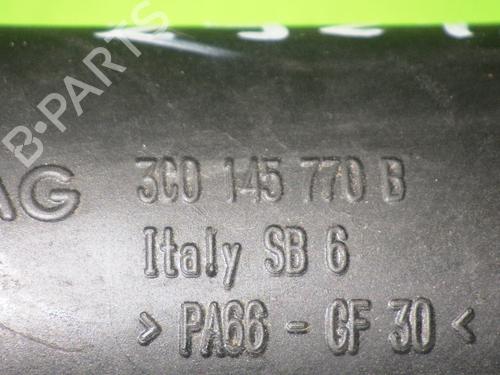 B-PARTS
AG
3C0 145 770 B
Italy SB 6
> PA66 - GF 30 <